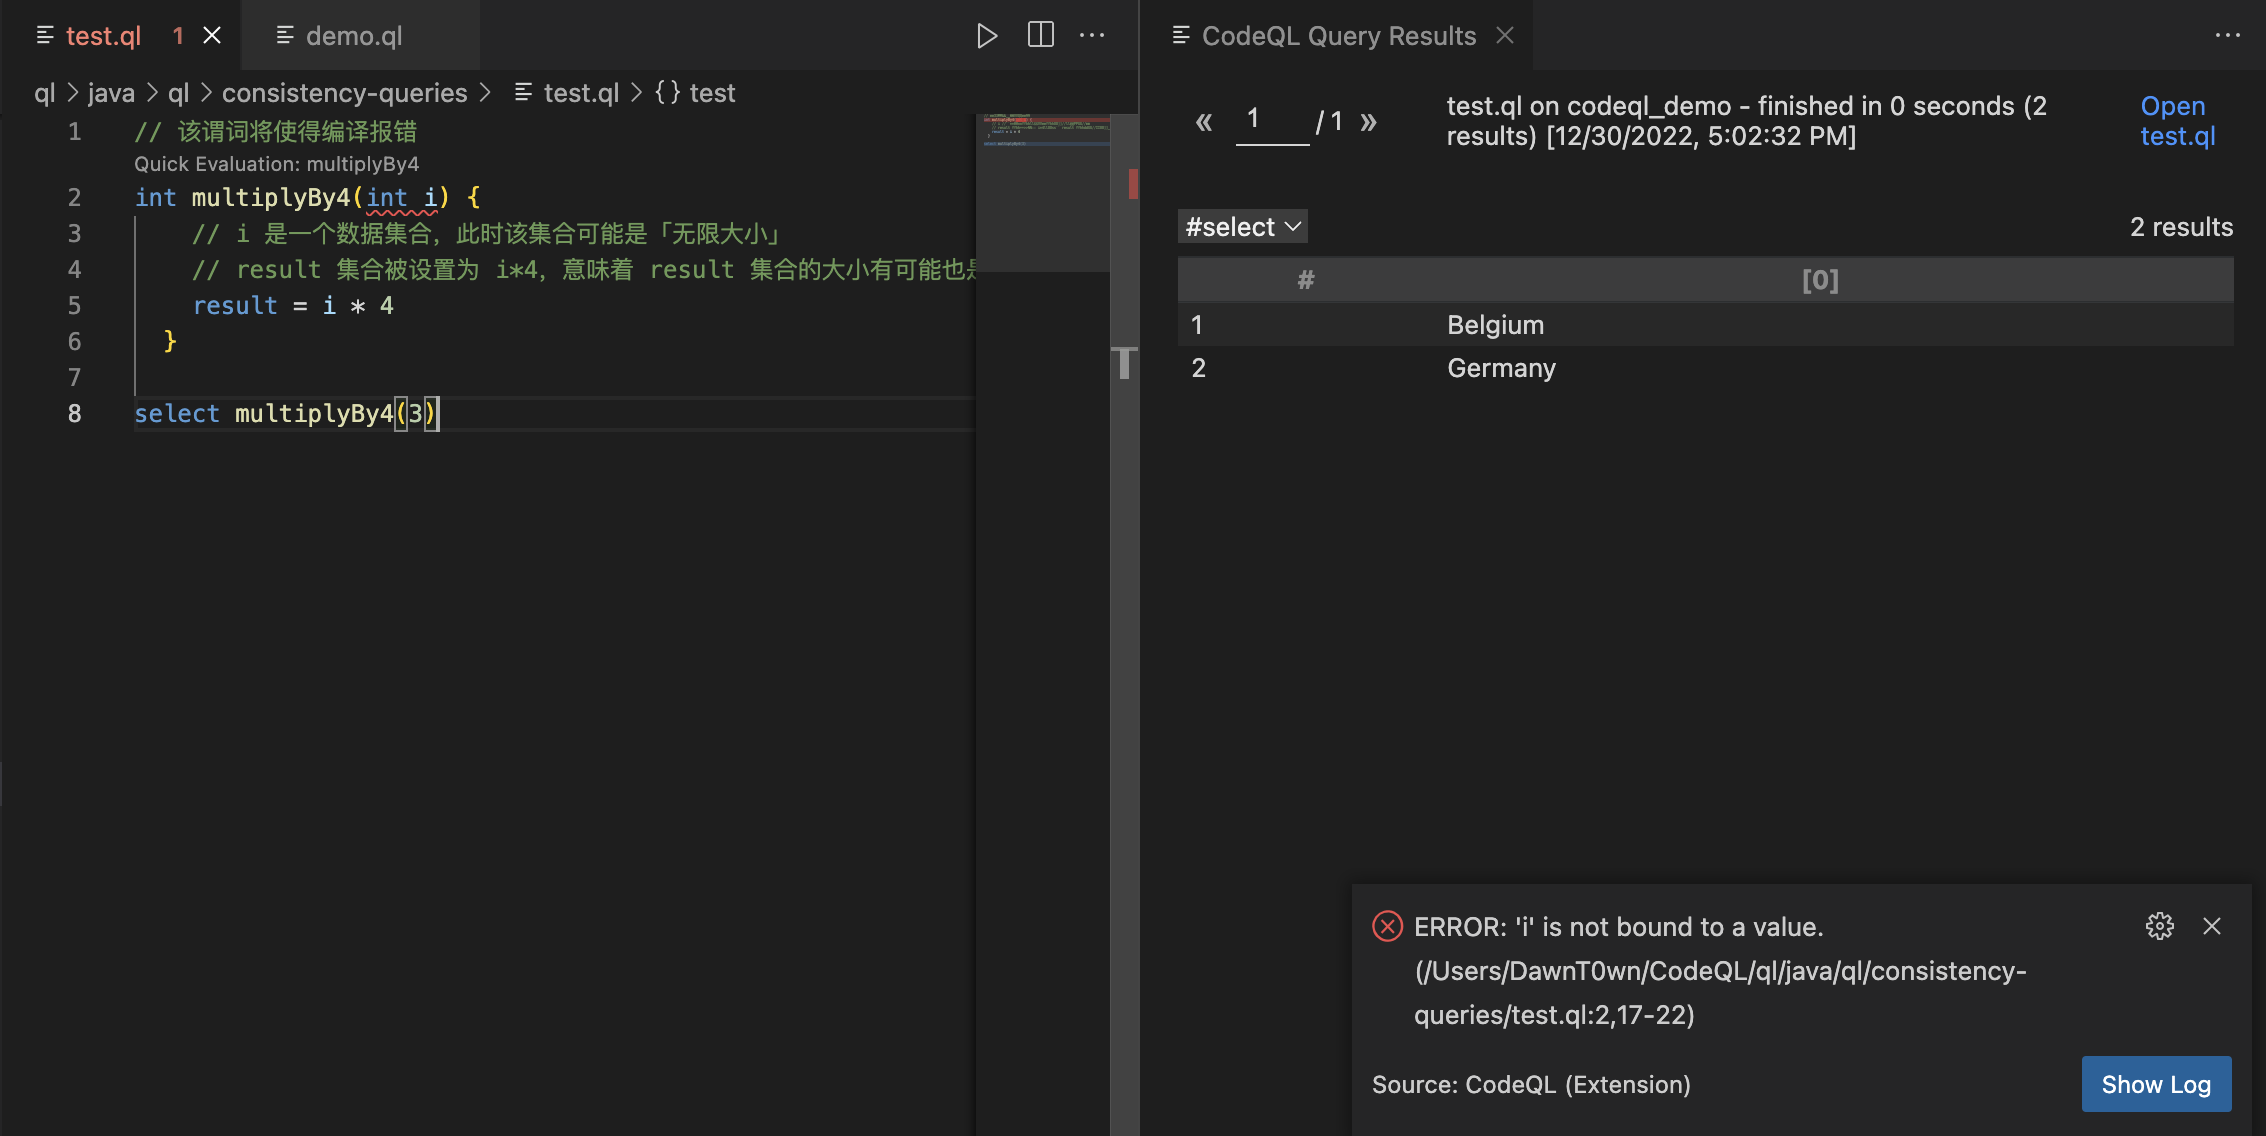 test.ql 1
demo.ql
ql > java > ql > consistency-queries > test.ql > {} test
1 // 该谓词将使得编译报错
Quick Evaluation: multiplyBy4
2 int multiplyBy4(int i) {
3 // i 是一个数据集合，此时该集合可能是「无限大小」
4 // result 集合被设置为 i*4，意味着 result 集合的大小有可能也是
5 result = i * 4
6 }
7
8 select multiplyBy4(3)
CodeQL Query Results
« 1 / 1 »
test.ql on codeql_demo - finished in 0 seconds (2
results) [12/30/2022, 5:02:32 PM]
Open
test.ql
#select
2 results
# [0]
1 Belgium
2 Germany
ERROR: 'i' is not bound to a value.
(/Users/DawnT0wn/CodeQL/ql/java/ql/consistency-
queries/test.ql:2,17-22)
Source: CodeQL (Extension)
Show Log